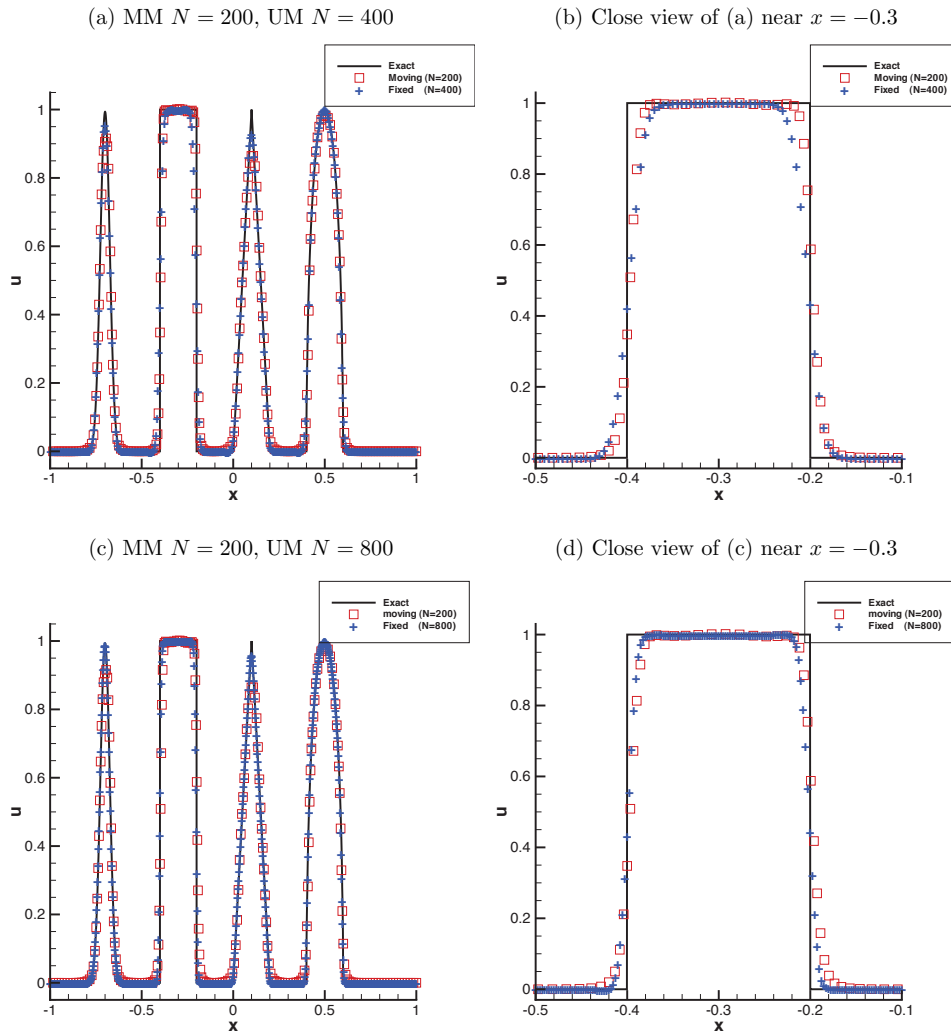 (a) MM N = 200, UM N = 400
Exact
Moving (N=200)
Fixed (N=400)
1
0.8
0.6
0.4
0.2
0
u
-1
-0.5
0
0.5
1
x
(b) Close view of (a) near x = −0.3
Exact
Moving (N=200)
Fixed (N=400)
1
0.8
0.6
0.4
0.2
0
u
-0.5
-0.4
-0.3
-0.2
-0.1
x
(c) MM N = 200, UM N = 800
Exact
moving (N=200)
Fixed (N=800)
1
0.8
0.6
0.4
0.2
0
u
-1
-0.5
0
0.5
1
x
(d) Close view of (c) near x = −0.3
Exact
moving (N=200)
Fixed (N=800)
1
0.8
0.6
0.4
0.2
0
u
-0.5
-0.4
-0.3
-0.2
-0.1
x